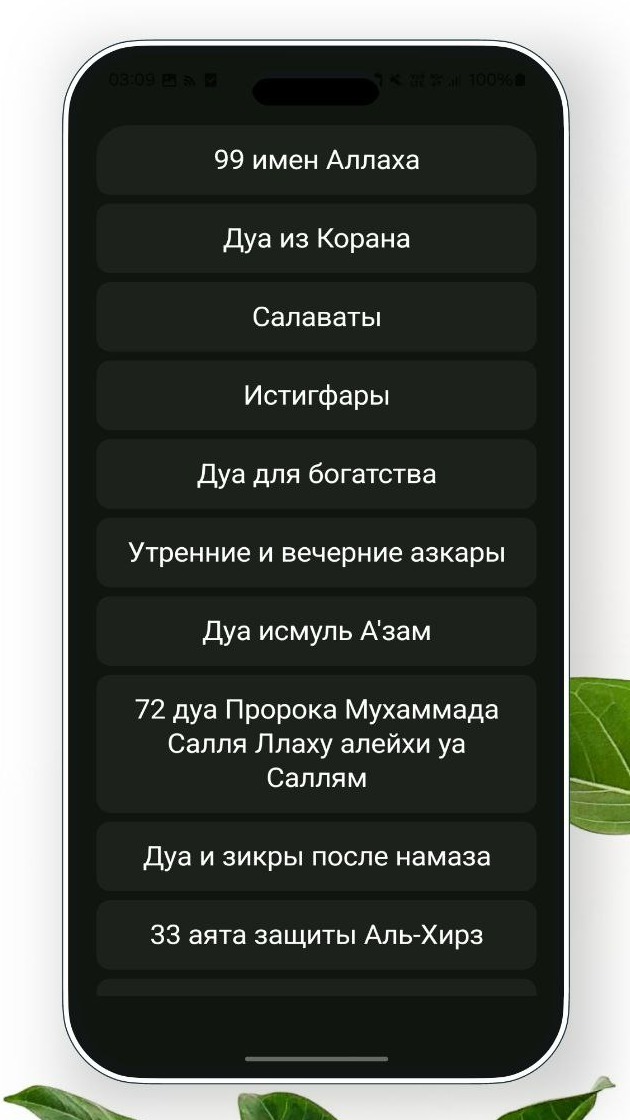 03:09 100%
99 имен Аллаха
Дуа из Корана
Салаваты
Истигфары
Дуа для богатства
Утренние и вечерние азкары
Дуа исмуль А'зам
72 дуа Пророка Мухаммада
Салля Ллаху алейхи уа
Саллям
Дуа и зикры после намаза
33 аята защиты Аль-Хирз